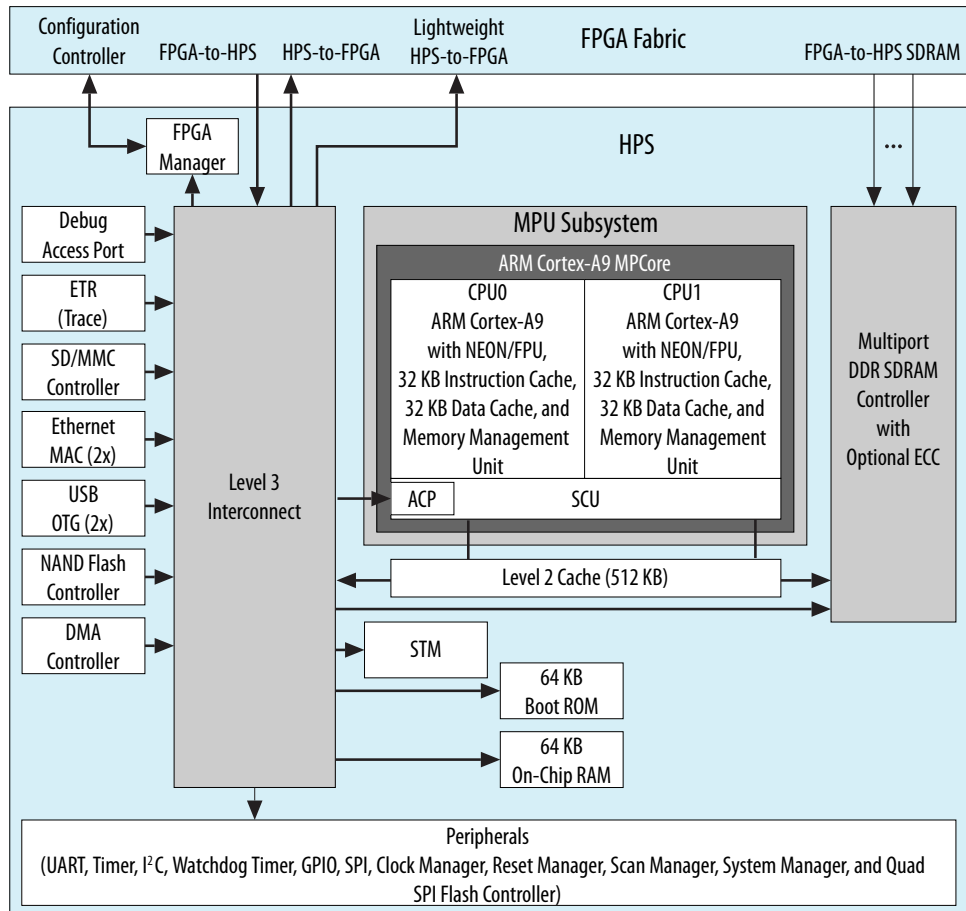 Configuration
Controller
FPGA-to-HPS
HPS-to-FPGA
Lightweight
HPS-to-FPGA
FPGA Fabric
FPGA-to-HPS SDRAM
FPGA
Manager
HPS
...
Debug
Access Port
ETR
(Trace)
SD/MMC
Controller
Ethernet
MAC (2x)
USB
OTG (2x)
NAND Flash
Controller
DMA
Controller
Level 3
Interconnect
MPU Subsystem
ARM Cortex-A9 MPCore
CPU0
ARM Cortex-A9
with NEON/FPU,
32 KB Instruction Cache,
32 KB Data Cache, and
Memory Management
Unit
CPU1
ARM Cortex-A9
with NEON/FPU,
32 KB Instruction Cache,
32 KB Data Cache, and
Memory Management
Unit
ACP
SCU
Level 2 Cache (512 KB)
Multiport
DDR SDRAM
Controller
with
Optional ECC
STM
64 KB
Boot ROM
64 KB
On-Chip RAM
Peripherals
(UART, Timer, I²C, Watchdog Timer, GPIO, SPI, Clock Manager, Reset Manager, Scan Manager, System Manager, and Quad
SPI Flash Controller)